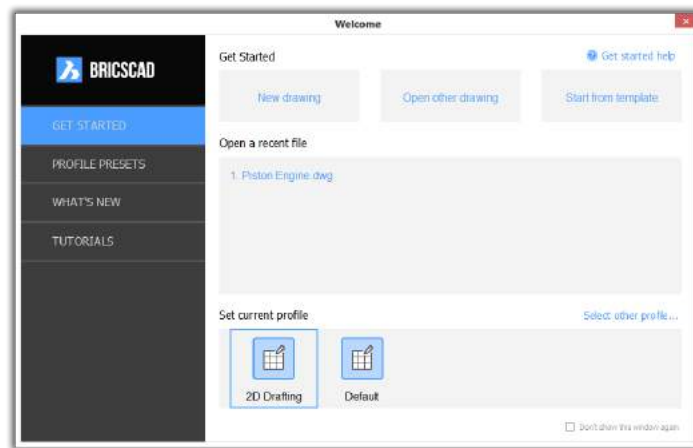 Welcome
BRICSCAD
GET STARTED
PROFILE PRESETS
WHAT'S NEW
TUTORIALS
Get Started
Get started help
New drawing
Open other drawing
Start from template
Open a recent file
1. Piston Engine.dwg
Set current profile
Select other profile...
2D Drafting
Default
Don't show this window again